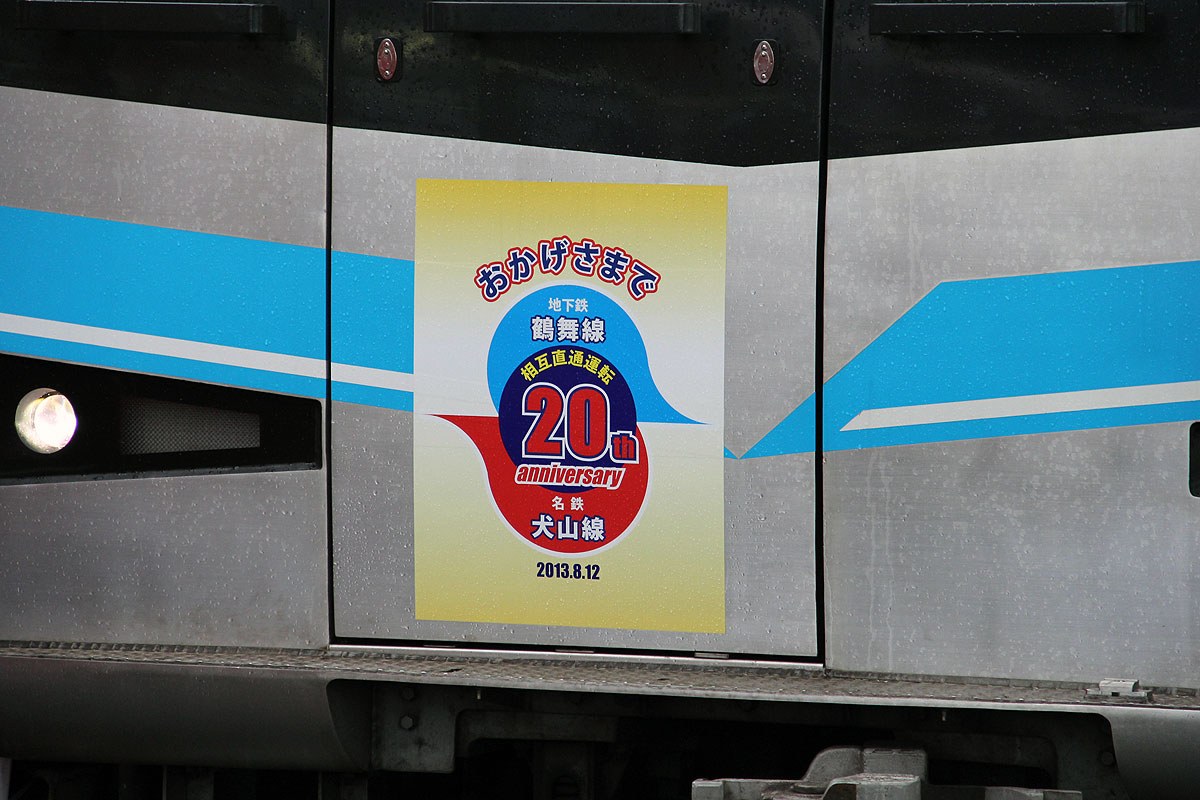 おかげさまで
地下鉄
鶴舞線
相互直通運転
20th
anniversary
名鉄
犬山線
2013.8.12